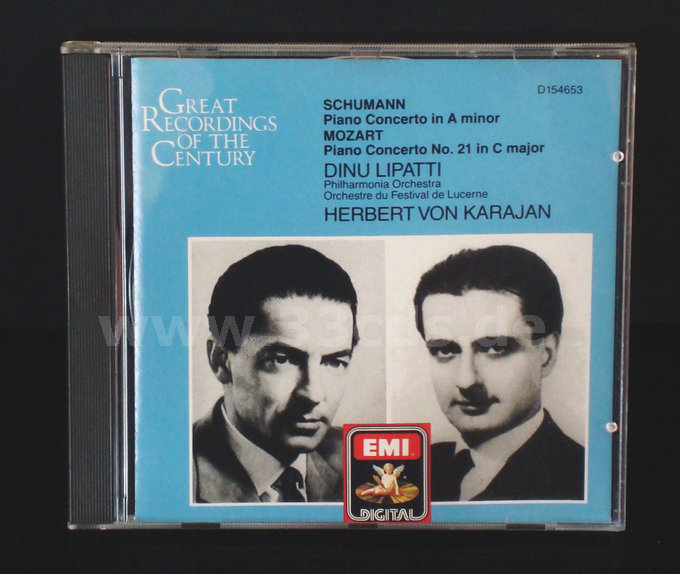 GREAT
RECORDINGS
OF THE
CENTURY
D154653
SCHUMANN
Piano Concerto in A minor
MOZART
Piano Concerto No. 21 in C major
DINU LIPATTI
Philharmonia Orchestra
Orchestre du Festival de Lucerne
HERBERT VON KARAJAN
www.33cds.de
EMI
DIGITAL